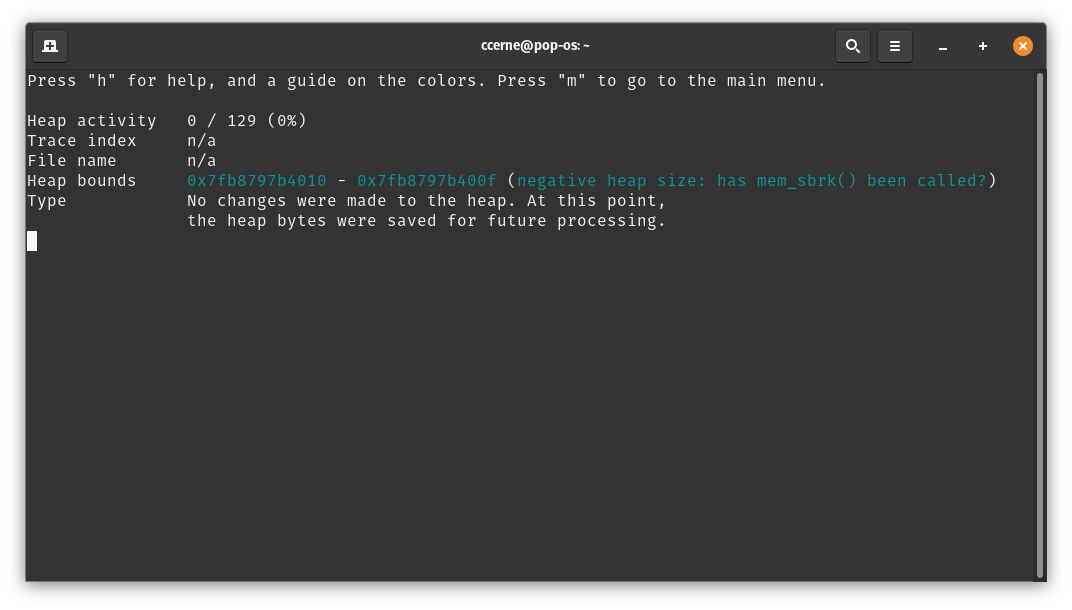 ccerne@pop-os: ~
Press "h" for help, and a guide on the colors. Press "m" to go to the main menu.
Heap activity   0 / 129 (0%)
Trace index     n/a
File name       n/a
Heap bounds     0x7fb8797b4010 - 0x7fb8797b400f (negative heap size: has mem_sbrk() been called?)
Type            No changes were made to the heap. At this point,
                the heap bytes were saved for future processing.